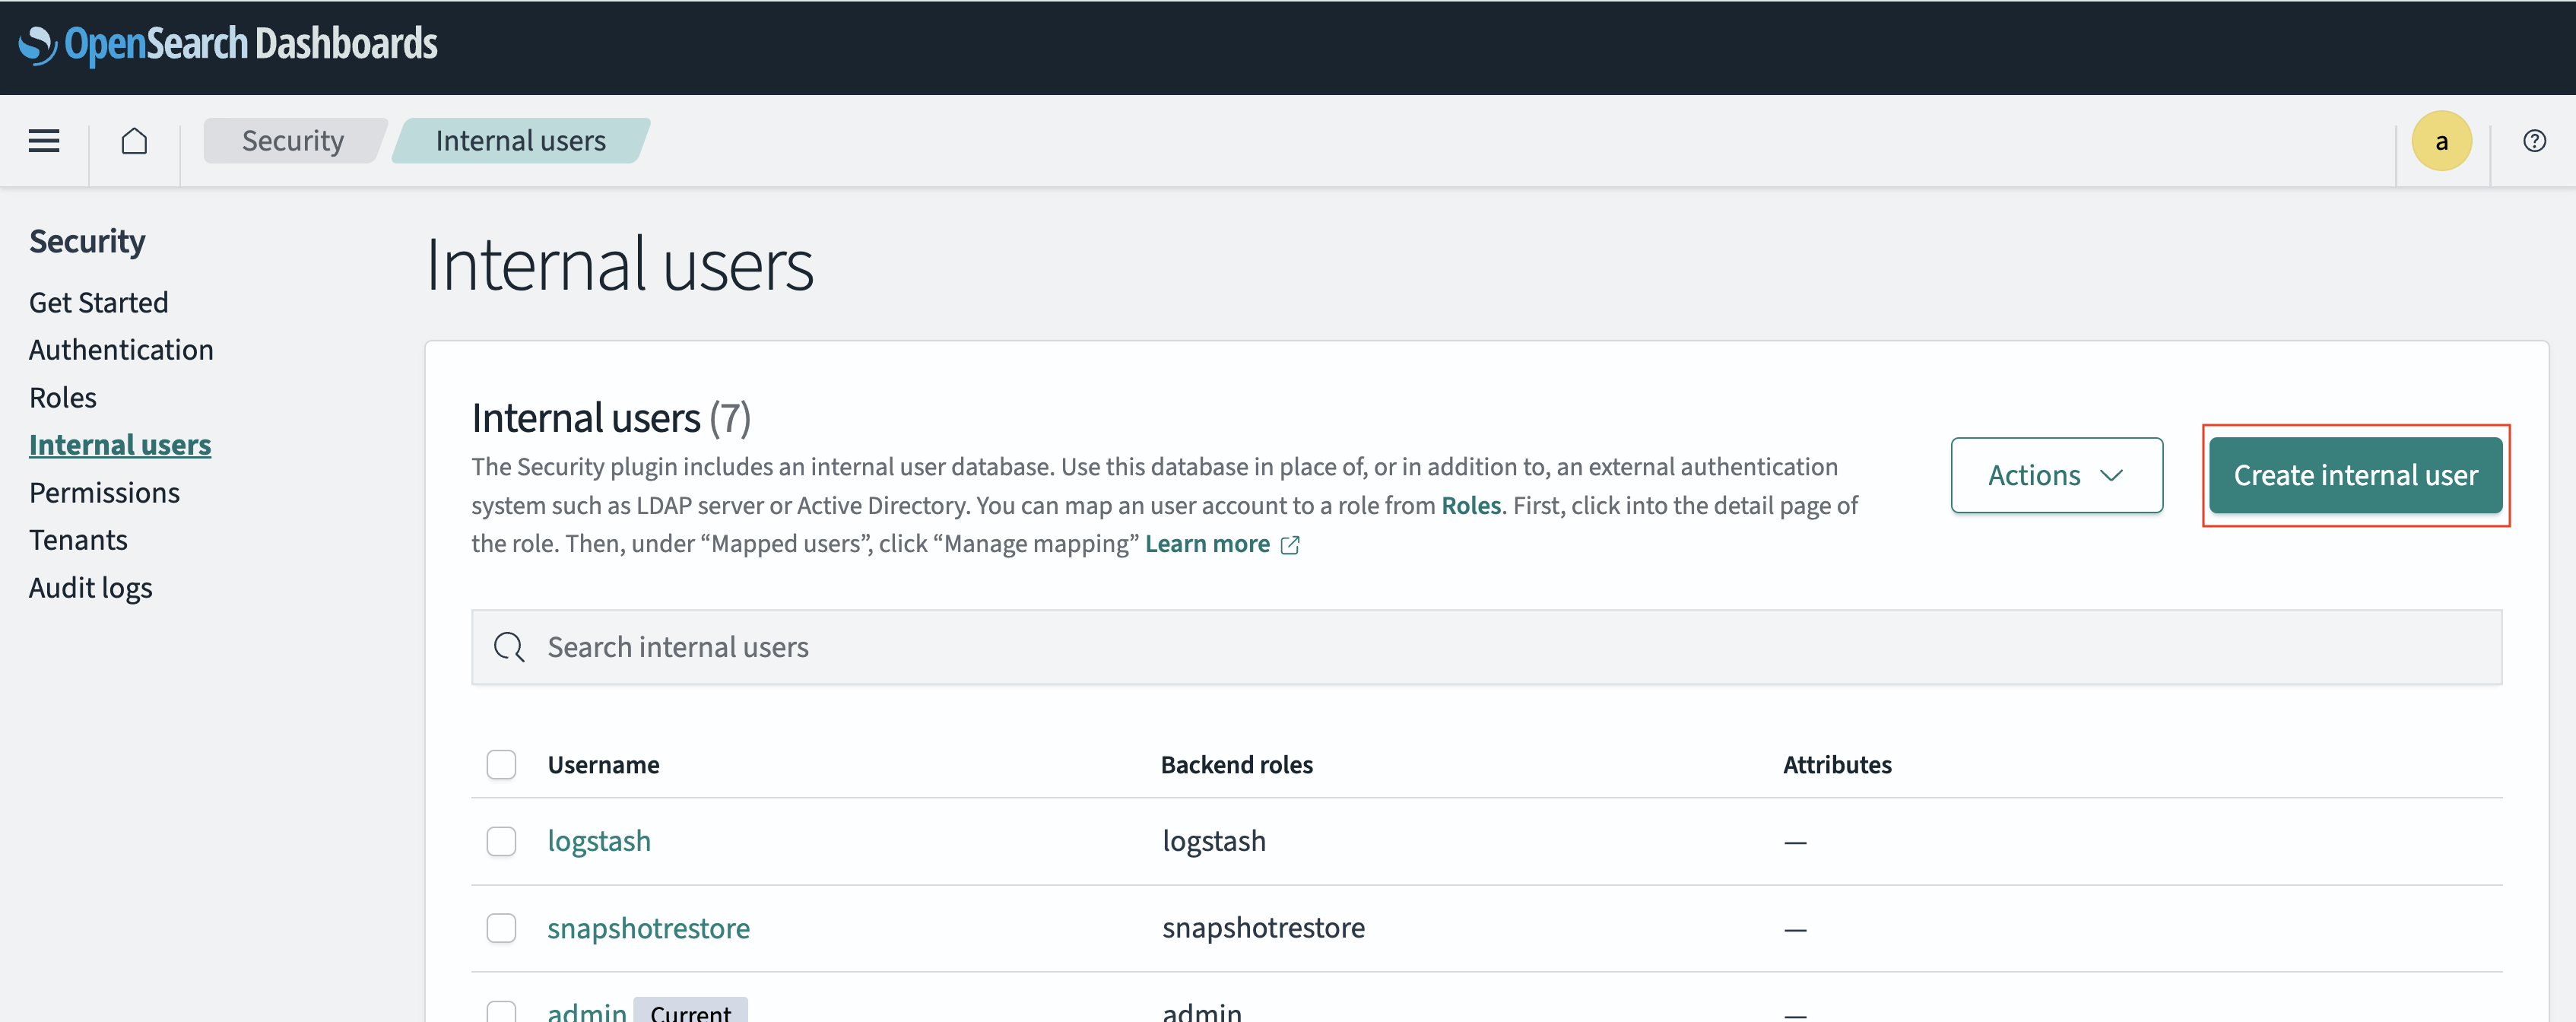 OpenSearch Dashboards
Security
Internal users
a
?
Security
Get Started
Authentication
Roles
Internal users
Permissions
Tenants
Audit logs
Internal users
Internal users (7)
The Security plugin includes an internal user database. Use this database in place of, or in addition to, an external authentication
system such as LDAP server or Active Directory. You can map an user account to a role from Roles. First, click into the detail page of
the role. Then, under “Mapped users”, click “Manage mapping” Learn more
Actions
Create internal user
Search internal users
Username Backend roles Attributes
logstash logstash —
snapshotrestore snapshotrestore —
admin Current admin —